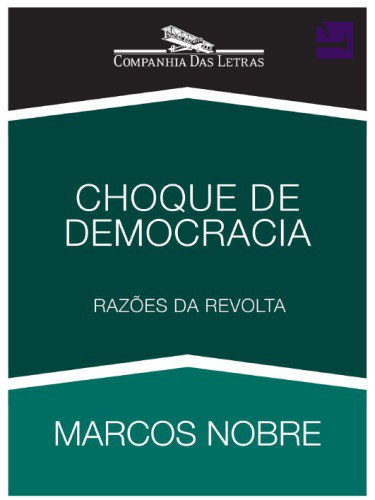 COMPANHIA DAS LETRAS
CHOQUE DE
DEMOCRACIA
RAZÕES DA REVOLTA
MARCOS NOBRE